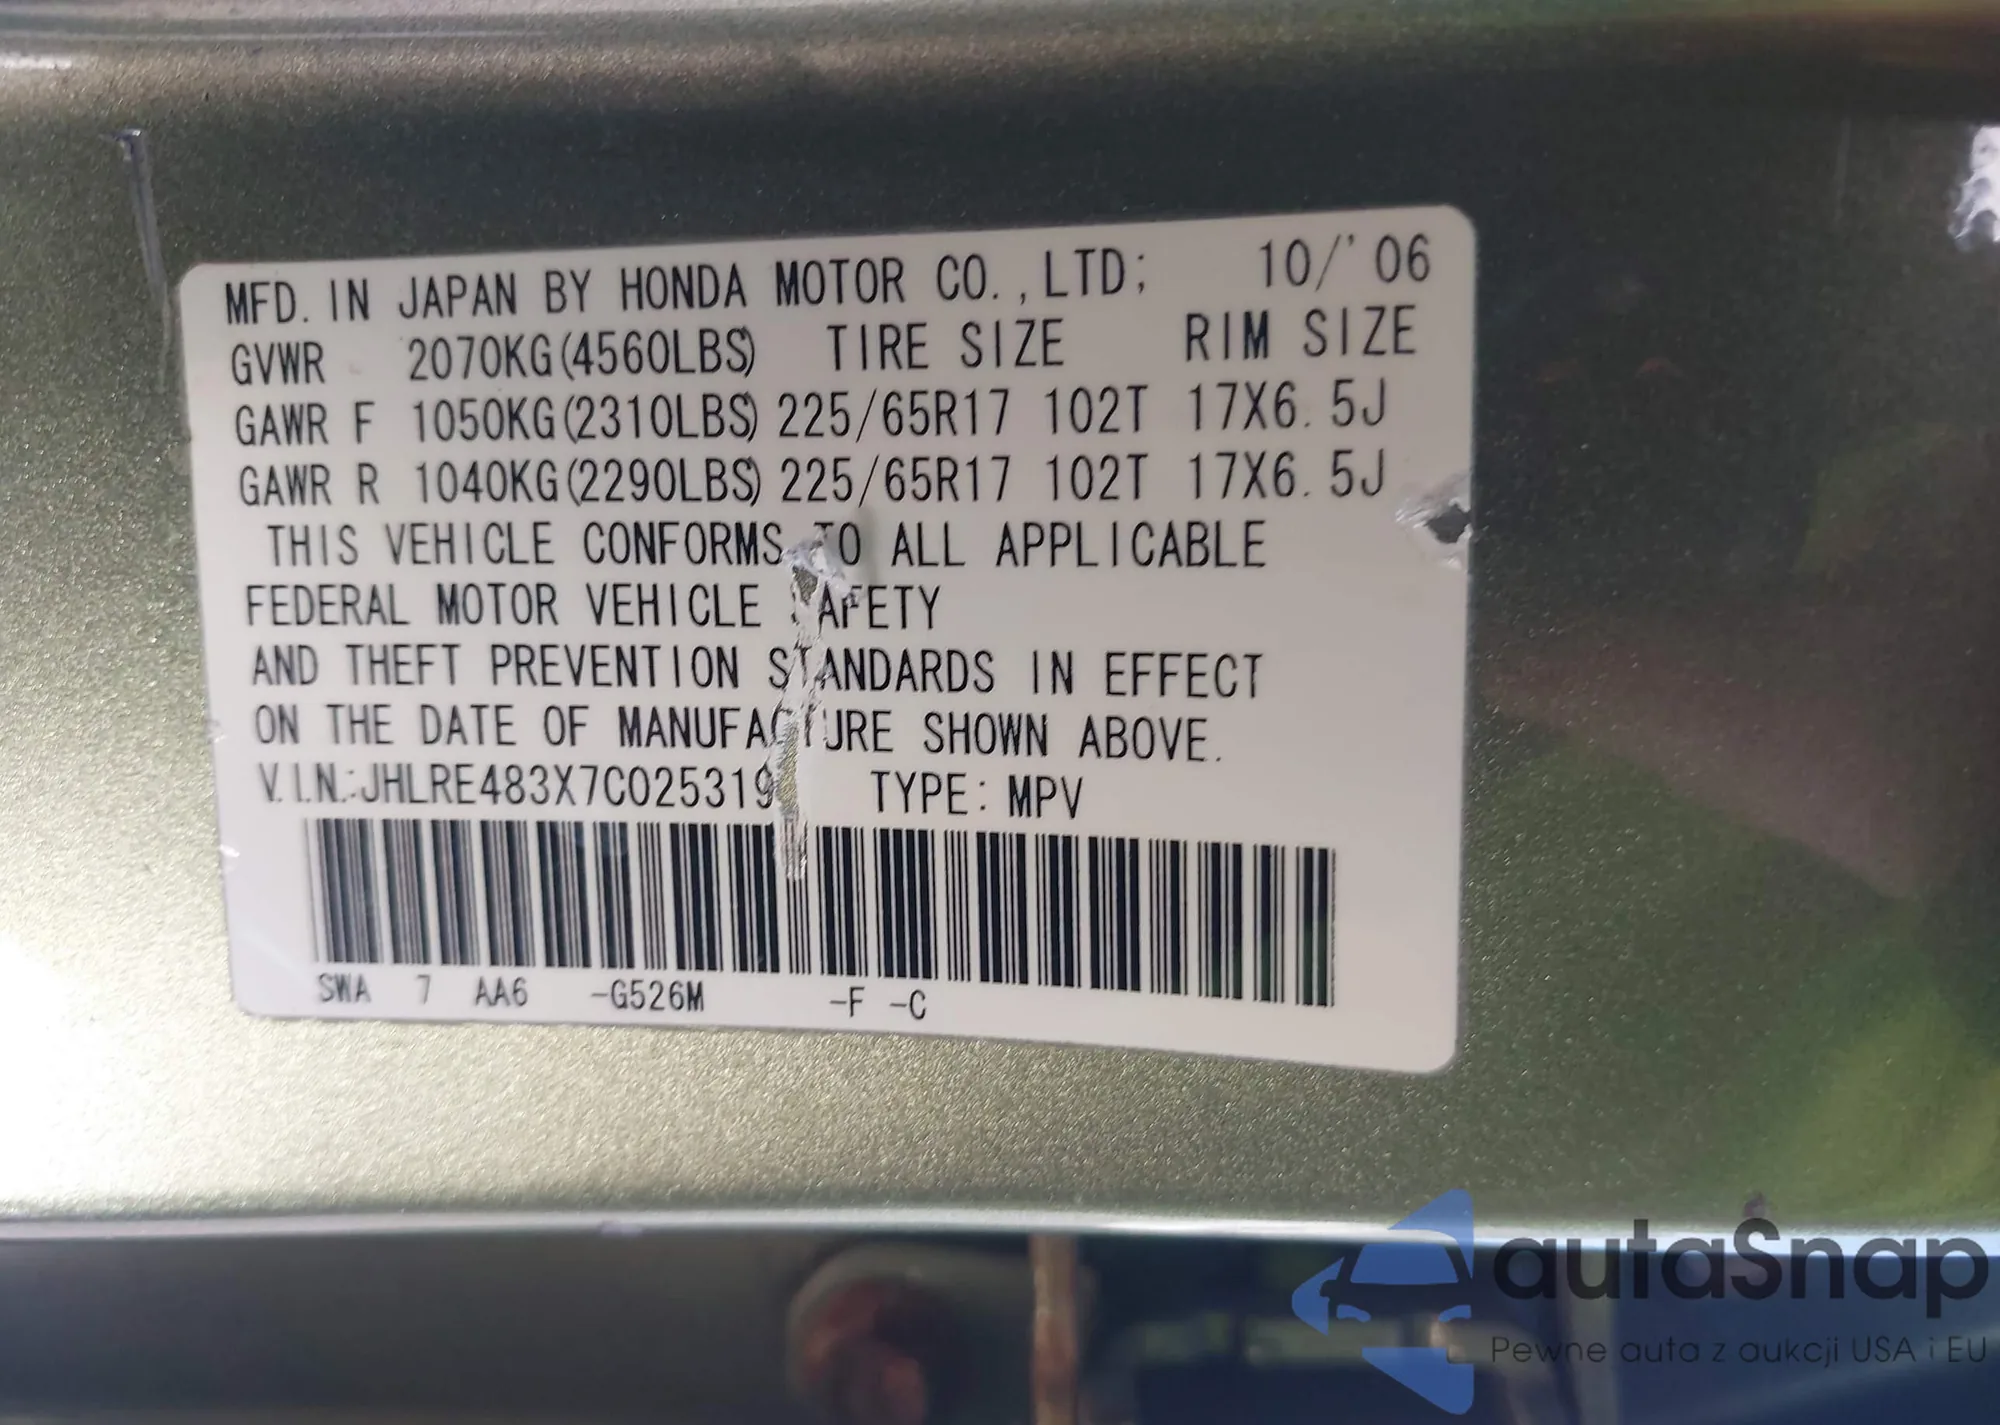 MFD. IN JAPAN BY HONDA MOTOR CO., LTD; 10/'06
GVWR 2070KG(4560LBS) TIRE SIZE RIM SIZE
GAWR F 1050KG(2310LBS) 225/65R17 102T 17X6.5J
GAWR R 1040KG(2290LBS) 225/65R17 102T 17X6.5J
THIS VEHICLE CONFORMS TO ALL APPLICABLE
FEDERAL MOTOR VEHICLE SAFETY
AND THEFT PREVENTION STANDARDS IN EFFECT
ON THE DATE OF MANUFACTURE SHOWN ABOVE.
V.I.N.:JHLRE483X7C025319 TYPE: MPV
SWA 7 AA6 -G526M -F -C
autaSnap
Pewne auta z aukcji USA i EU